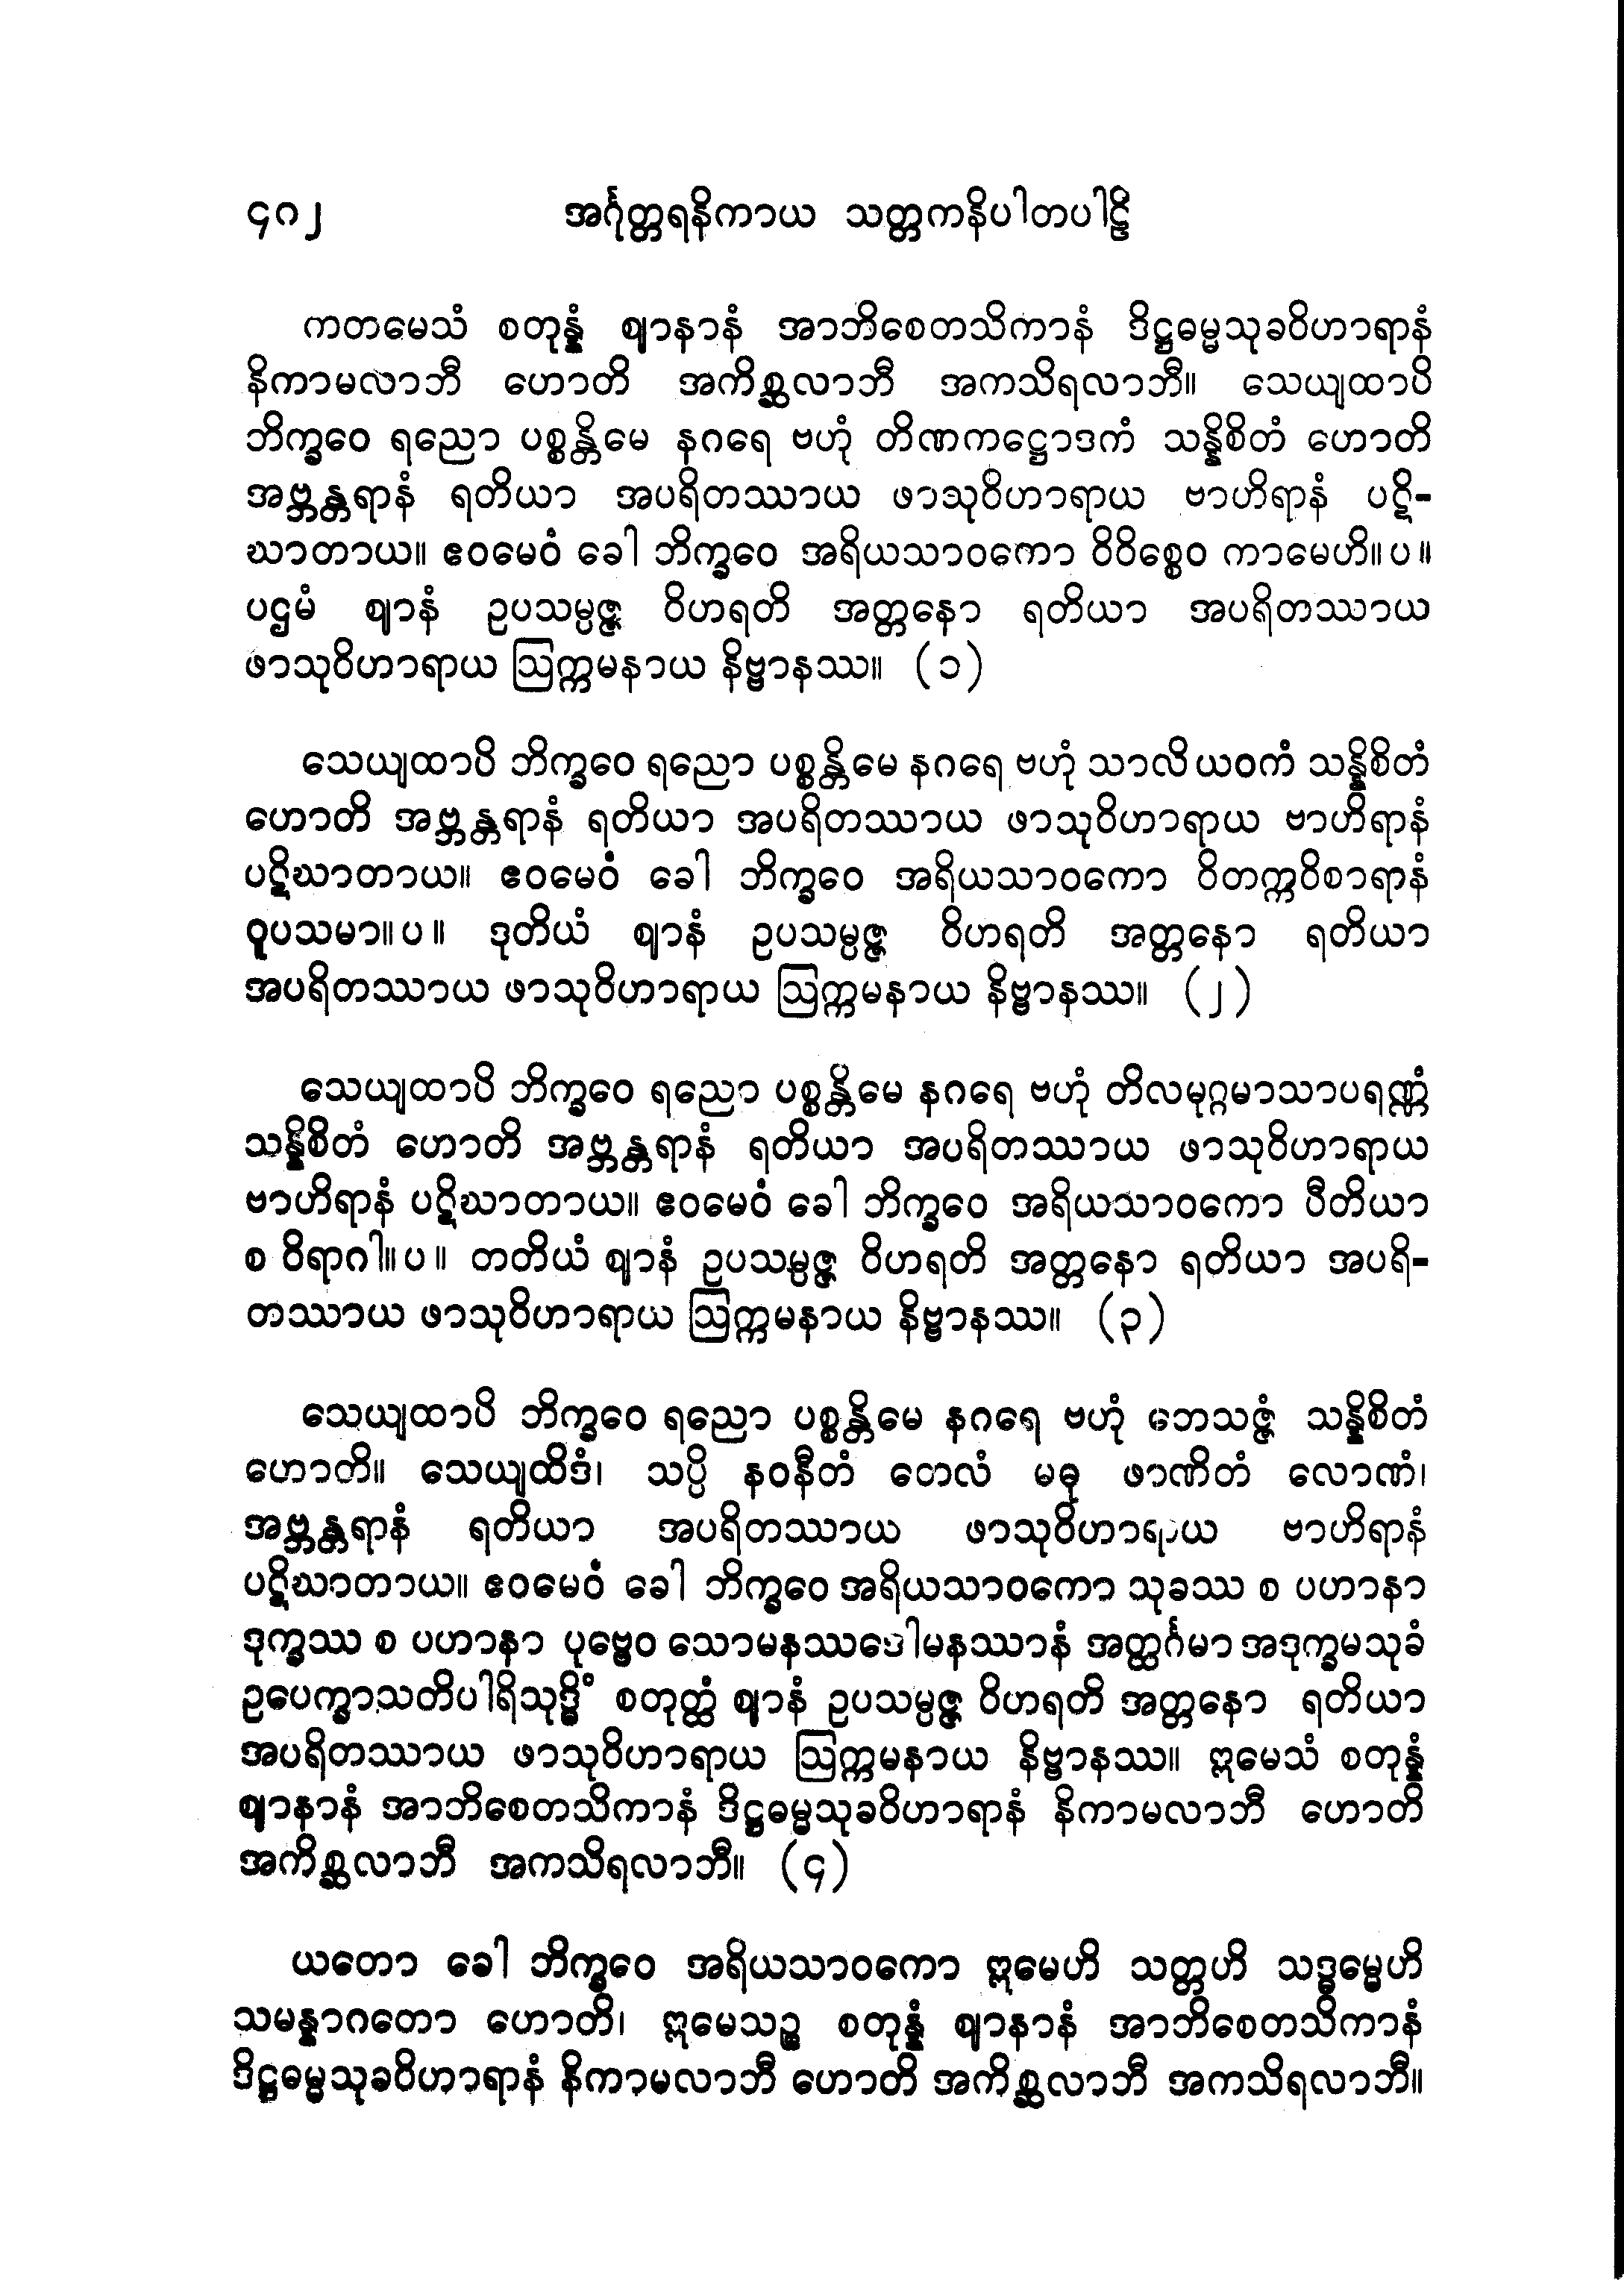 ၄၈၂ အင်္ဂုတ္တရနိကာယ သတ္တကနိပါတပါဠိ
ကတမေသံ စတုန္နံ ဈာနာနံ အာဘိစေတသိကာနံ ဒိဋ္ဌဓမ္မသုခဝိဟာရာနံ
နိကာမလာဘီ ဟောတိ အကိစ္ဆလာဘီ အကသိရလာဘီ။ သေယျထာပိ
ဘိက္ခဝေ ရညော ပစ္စန္တိမေ နဂရေ ဗဟုံ တိဏကဋ္ဌောဒကံ သန္နိစိတံ ဟောတိ
အဗ္ဘန္တရာနံ ရတိယာ အပရိတဿာယ ဖာသုဝိဟာရာယ ဗာဟိရာနံ ပဋိ-
ဃာတာယ။ ဧဝမေဝံ ခေါ ဘိက္ခဝေ အရိယသာဝကော ဝိဝိစ္စေဝ ကာမေဟိ။ပ။
ပဌမံ ဈာနံ ဥပသမ္ပဇ္ဇ ဝိဟရတိ အတ္တနော ရတိယာ အပရိတဿာယ
ဖာသုဝိဟာရာယ ဩက္ကမနာယ နိဗ္ဗာနဿ။ (၁)
သေယျထာပိ ဘိက္ခဝေ ရညော ပစ္စန္တိမေ နဂရေ ဗဟုံ သာလိယဝကံ သန္နိစိတံ
ဟောတိ အဗ္ဘန္တရာနံ ရတိယာ အပရိတဿာယ ဖာသုဝိဟာရာယ ဗာဟိရာနံ
ပဋိဃာတာယ။ ဧဝမေဝံ ခေါ ဘိက္ခဝေ အရိယသာဝကော ဝိတက္ကဝိစာရာနံ
ဝူပသမာ။ပ။ ဒုတိယံ ဈာနံ ဥပသမ္ပဇ္ဇ ဝိဟရတိ အတ္တနော ရတိယာ
အပရိတဿာယ ဖာသုဝိဟာရာယ ဩက္ကမနာယ နိဗ္ဗာနဿ။ (၂)
သေယျထာပိ ဘိက္ခဝေ ရညော ပစ္စန္တိမေ နဂရေ ဗဟုံ တိလမုဂ္ဂမာသာပရဏ္ဏံ
သန္နိစိတံ ဟောတိ အဗ္ဘန္တရာနံ ရတိယာ အပရိတဿာယ ဖာသုဝိဟာရာယ
ဗာဟိရာနံ ပဋိဃာတာယ။ ဧဝမေဝံ ခေါ ဘိက္ခဝေ အရိယသာဝကော ပီတိယာ
စ ဝိရာဂါ။ပ။ တတိယံ ဈာနံ ဥပသမ္ပဇ္ဇ ဝိဟရတိ အတ္တနော ရတိယာ အပရိ-
တဿာယ ဖာသုဝိဟာရာယ ဩက္ကမနာယ နိဗ္ဗာနဿ။ (၃)
သေယျထာပိ ဘိက္ခဝေ ရညော ပစ္စန္တိမေ နဂရေ ဗဟုံ ဘေသဇ္ဇံ သန္နိစိတံ
ဟောတိ။ သေယျထိဒံ၊ သပ္ပိ နဝနီတံ တေလံ မဓု ဖာဏိတံ လောဏံ၊
အဗ္ဘန္တရာနံ ရတိယာ အပရိတဿာယ ဖာသုဝိဟာရာယ ဗာဟိရာနံ
ပဋိဃာတာယ။ ဧဝမေဝံ ခေါ ဘိက္ခဝေ အရိယသာဝကော သုခဿ စ ပဟာနာ
ဒုက္ခဿ စ ပဟာနာ ပုဗ္ဗေဝ သောမနဿဒေါမနဿာနံ အတ္ထင်္ဂမာ အဒုက္ခမသုခံ
ဥပေက္ခာသတိပါရိသုဒ္ဓိံ စတုတ္ထံ ဈာနံ ဥပသမ္ပဇ္ဇ ဝိဟရတိ အတ္တနော ရတိယာ
အပရိတဿာယ ဖာသုဝိဟာရာယ ဩက္ကမနာယ နိဗ္ဗာနဿ။ ဣမေသံ စတုန္နံ
ဈာနာနံ အာဘိစေတသိကာနံ ဒိဋ္ဌဓမ္မသုခဝိဟာရာနံ နိကာမလာဘီ ဟောတိ
အကိစ္ဆလာဘီ အကသိရလာဘီ။ (၄)
ယတော ခေါ ဘိက္ခဝေ အရိယသာဝကော ဣမေဟိ သတ္တဟိ သဒ္ဓမ္မေဟိ
သမန္နာဂတော ဟောတိ၊ ဣမေသဉ္စ စတုန္နံ ဈာနာနံ အာဘိစေတသိကာနံ
ဒိဋ္ဌဓမ္မသုခဝိဟာရာနံ နိကာမလာဘီ ဟောတိ အကိစ္ဆလာဘီ အကသိရလာဘီ။